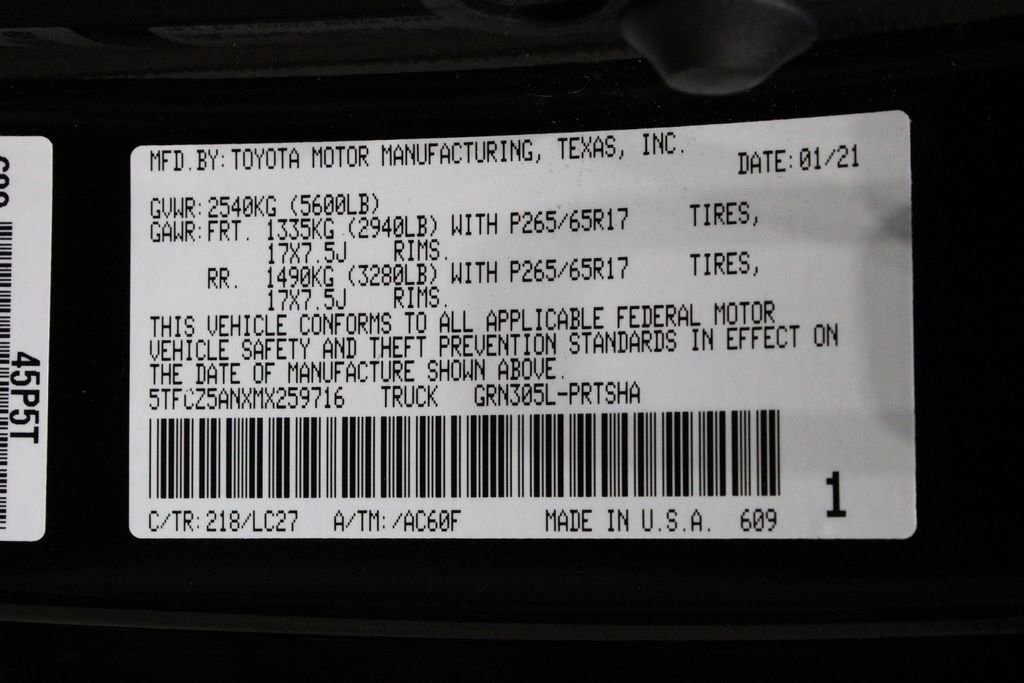 MFD.BY: TOYOTA MOTOR MANUFACTURING, TEXAS, INC. DATE: 01/21
GVWR: 2540KG (5600LB)
GAWR: FRT. 1335KG (2940LB) WITH P265/65R17 TIRES,
17X7.5J RIMS.
RR. 1490KG (3280LB) WITH P265/65R17 TIRES,
17X7.5J RIMS.
THIS VEHICLE CONFORMS TO ALL APPLICABLE FEDERAL MOTOR
VEHICLE SAFETY AND THEFT PREVENTION STANDARDS IN EFFECT ON
THE DATE OF MANUFACTURE SHOWN ABOVE.
5TFCZ5ANXMX259716 TRUCK GRN305L-PRTSHA
C/TR: 218/LC27 A/TM: /AC60F MADE IN U.S.A. 609
1
45P5T